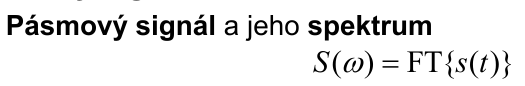 Pásmový signál a jeho spektrum
S(ω) = FT{s(t)}